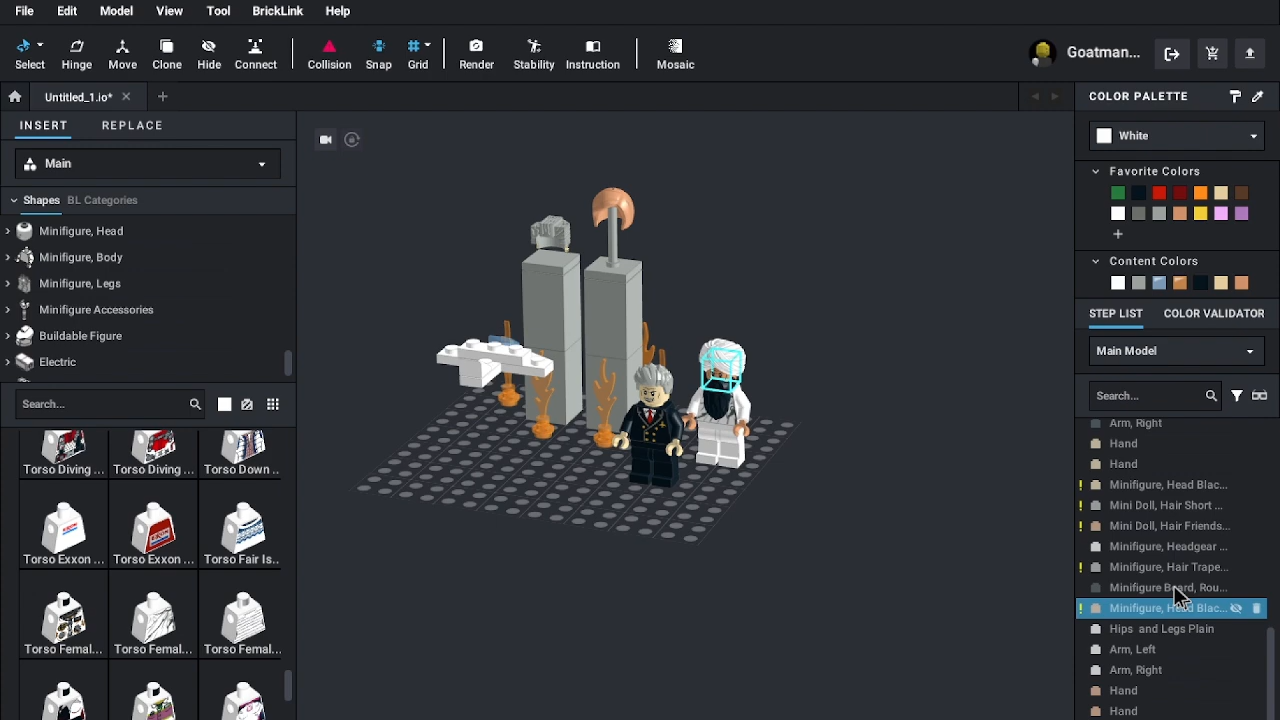 File Edit Model View Tool BrickLink Help
Select Hinge Move Clone Hide Connect Collision Snap Grid Render Stability Instruction Mosaic Goatman...
Untitled_1.io*
COLOR PALETTE
INSERT REPLACE
White
Main
Favorite Colors
Shapes BL Categories
Minifigure, Head
Minifigure, Body
Content Colors
Minifigure, Legs
Minifigure Accessories
STEP LIST COLOR VALIDATOR
Buildable Figure
Main Model
Electric
Search...
Search...
Arm, Right
Hand
Hand
Torso Diving ... Torso Diving ... Torso Down ...
Minifigure, Head Blac...
Mini Doll, Hair Short ...
Mini Doll, Hair Friends...
Minifigure, Headgear ...
Torso Exxon ... Torso Exxon ... Torso Fair Is..
Minifigure, Hair Trape...
Minifigure Beard, Rou...
Minifigure, Head Blac...
Hips and Legs Plain
Torso Femal... Torso Femal... Torso Femal...
Arm, Left
Arm, Right
Hand
Hand